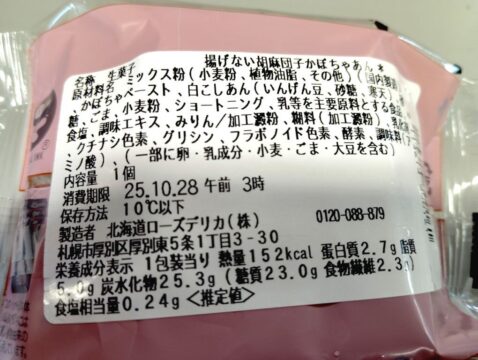 揚げない胡麻団子かぼちゃあん*
名称 生菓子
原材料名 ミックス粉(小麦粉、植物油脂、その他)(国内製造)
かぼちゃペースト、白こしあん(いんげん豆、砂糖、寒天)
糖、ごま、小麦粉、ショートニング、乳等を主要原料とする食品
食塩、調味エキス、みりん/加工澱粉、糊料(加工澱粉)、乳
クチナシ色素、グリシン、フラボノイド色素、酵素、調味料(ア
ミノ酸)、(一部に卵・乳成分・小麦・ごま・大豆を含む)
内容量 1個
消費期限 25.10.28 午前 3時
保存方法 10℃以下
製造者 北海道ローズデリカ(株) 0120-088-879
札幌市厚別区厚別東5条1丁目3-30
栄養成分表示 1包装当り 熱量152kcal 蛋白質2.7g 脂質
5.0g 炭水化物25.3g (糖質23.0g 食物繊維2.3g)
食塩相当量0.24g <推定値>